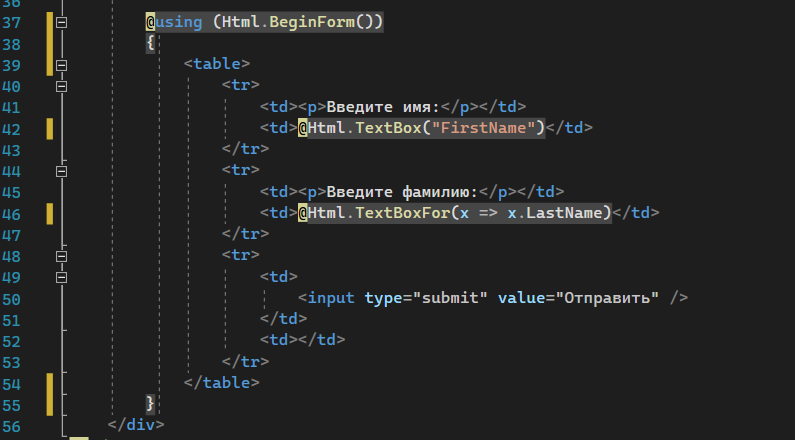 36
37 @using (Html.BeginForm())
38 {
39 <table>
40 <tr>
41 <td><p>Введите имя:</p></td>
42 <td>@Html.TextBox("FirstName")</td>
43 </tr>
44 <tr>
45 <td><p>Введите фамилию:</p></td>
46 <td>@Html.TextBoxFor(x => x.LastName)</td>
47 </tr>
48 <tr>
49 <td>
50 <input type="submit" value="Отправить" />
51 </td>
52 <td></td>
53 </tr>
54 </table>
55 }
56 </div>